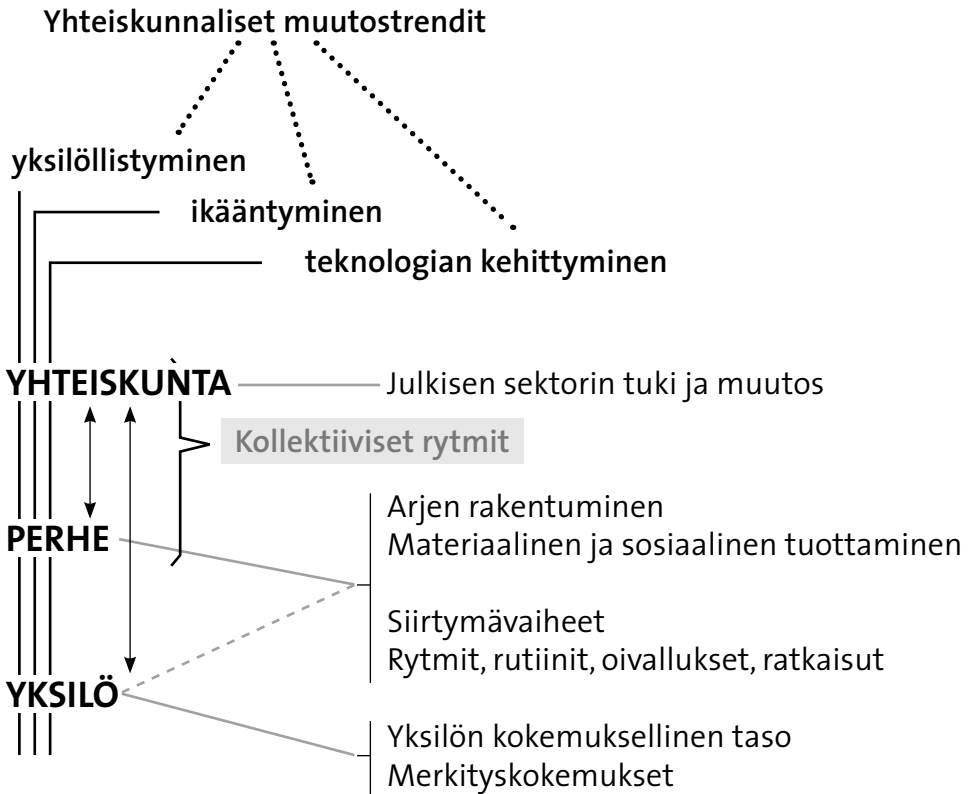 Yhteiskunnaliset muutostrendit
yksilöllistyminen
ikääntyminen
teknologian kehittyminen
YHTEISKUNTA
Julkisen sektorin tuki ja muutos
Kollektiiviset rytmit
Arjen rakentuminen
PERHE
Materiaalinen ja sosiaalinen tuottaminen
Siirtymävaiheet
Rytmit, rutiinit, oivallukset, ratkaisut
YKSILÖ
Yksilön kokemuksellinen taso
Merkityskokemukset